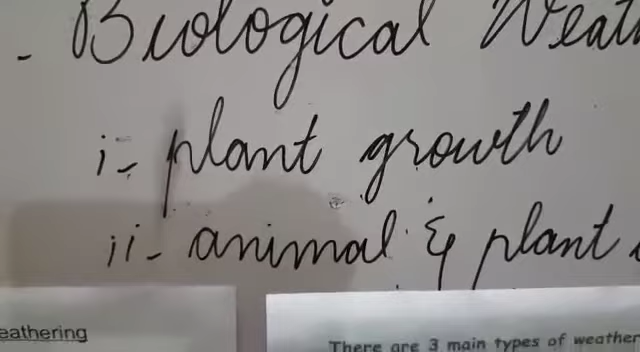 - Biological Weat
i- plant growth
ii- animal & plant
eathering
There are 3 main types of weather